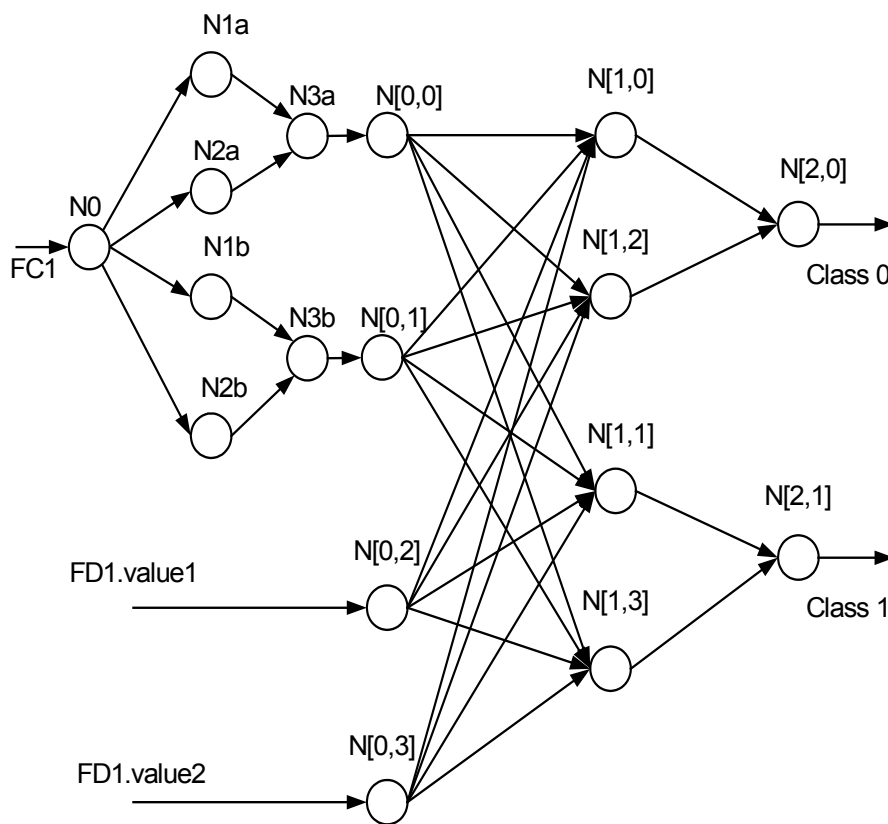 N1a
N3a
N[0,0]
N[1,0]
N2a
N[2,0]
N0
N1b
N[1,2]
FC1
Class 0
N3b
N[0,1]
N2b
N[1,1]
N[2,1]
N[0,2]
FD1.value1
N[1,3]
Class 1
N[0,3]
FD1.value2